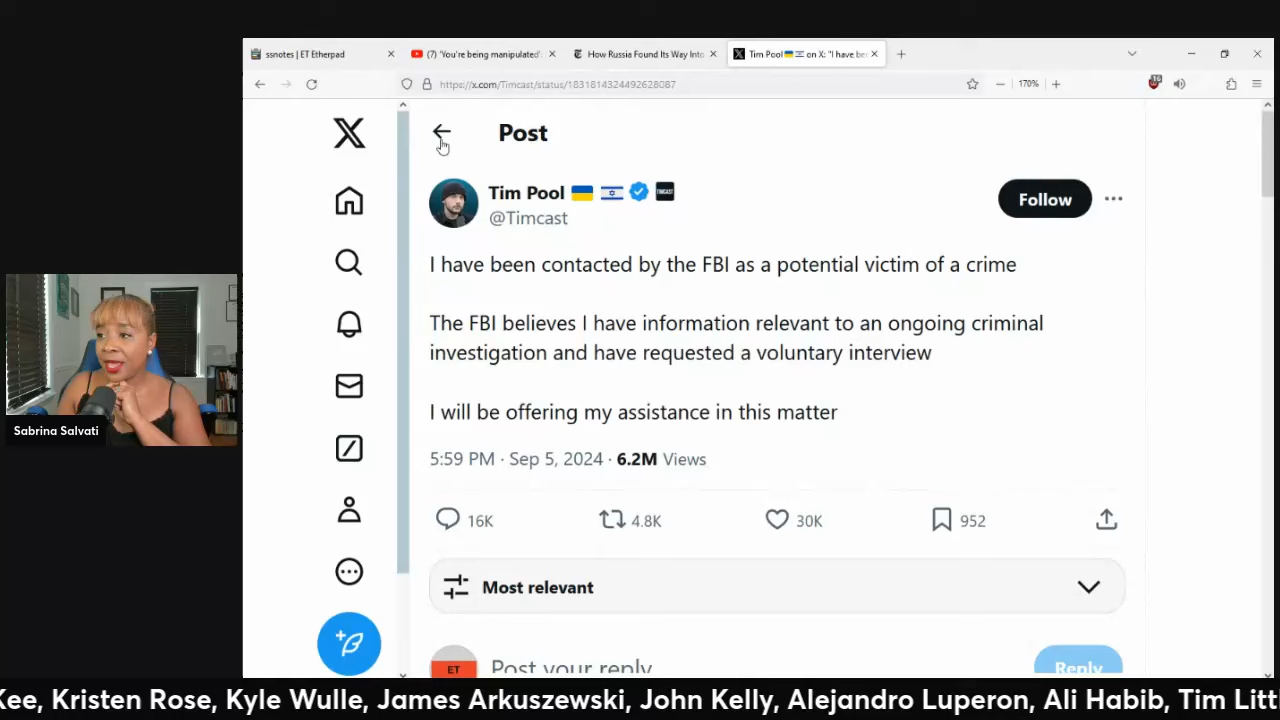 ssnotes | ET Etherpad
(7) 'You're being manipulated':
How Russia Found Its Way Into
Tim Pool on X: "I have be
https://x.com/Timcast/status/1831814324492628087
170%
Post
Tim Pool
TIMCAST
@Timcast
Follow
I have been contacted by the FBI as a potential victim of a crime
The FBI believes I have information relevant to an ongoing criminal
investigation and have requested a voluntary interview
I will be offering my assistance in this matter
5:59 PM · Sep 5, 2024 · 6.2M Views
16K
4.8K
30K
952
Most relevant
ET
Post your reply
Reply
Sabrina Salvati
Kee, Kristen Rose, Kyle Wulle, James Arkuszewski, John Kelly, Alejandro Luperon, Ali Habib, Tim Litt